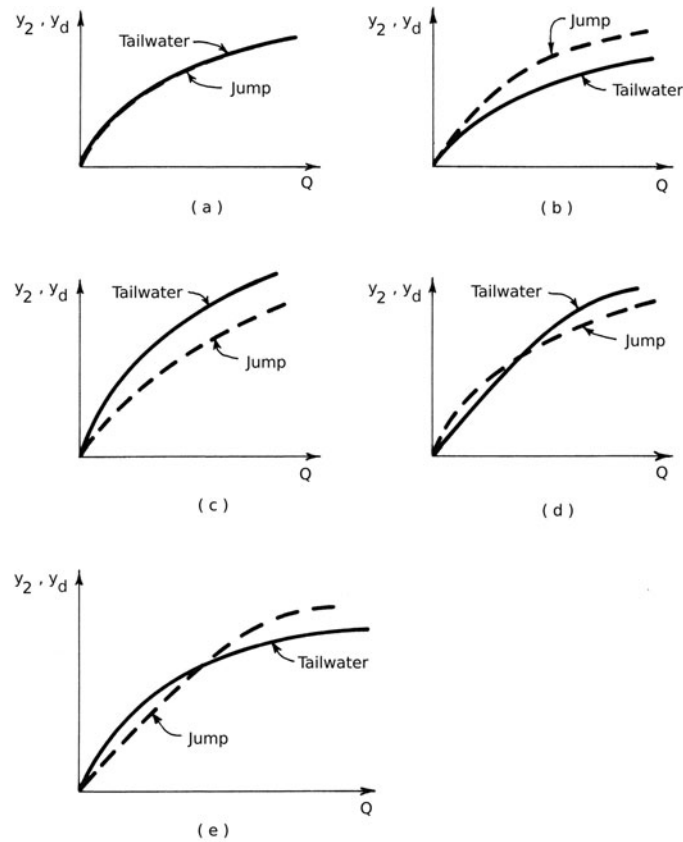 y2 , yd
Tailwater
Jump
Q
( a )
y2 , yd
Jump
Tailwater
Q
( b )
y2 , yd
Tailwater
Jump
Q
( c )
y2 , yd
Tailwater
Jump
Q
( d )
y2 , yd
Tailwater
Jump
Q
( e )